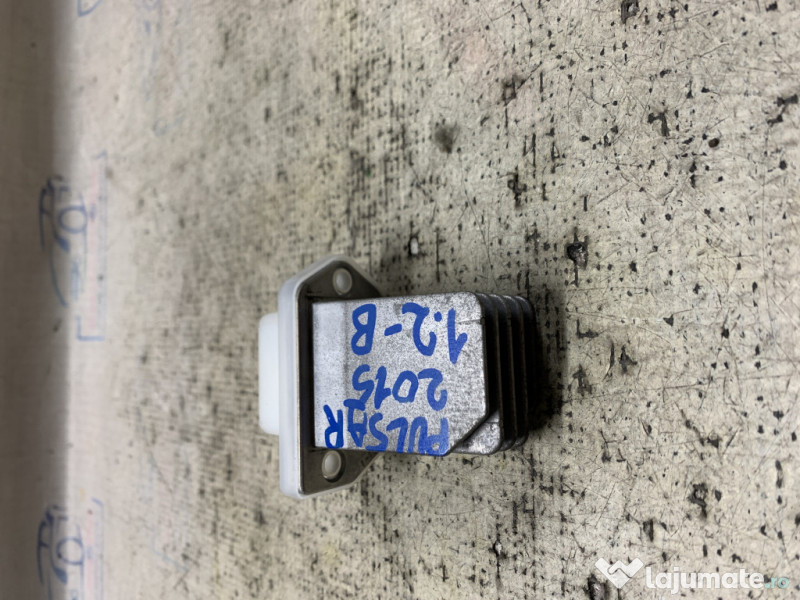 PULSAR
2015
1.2-B
lajumate.ro